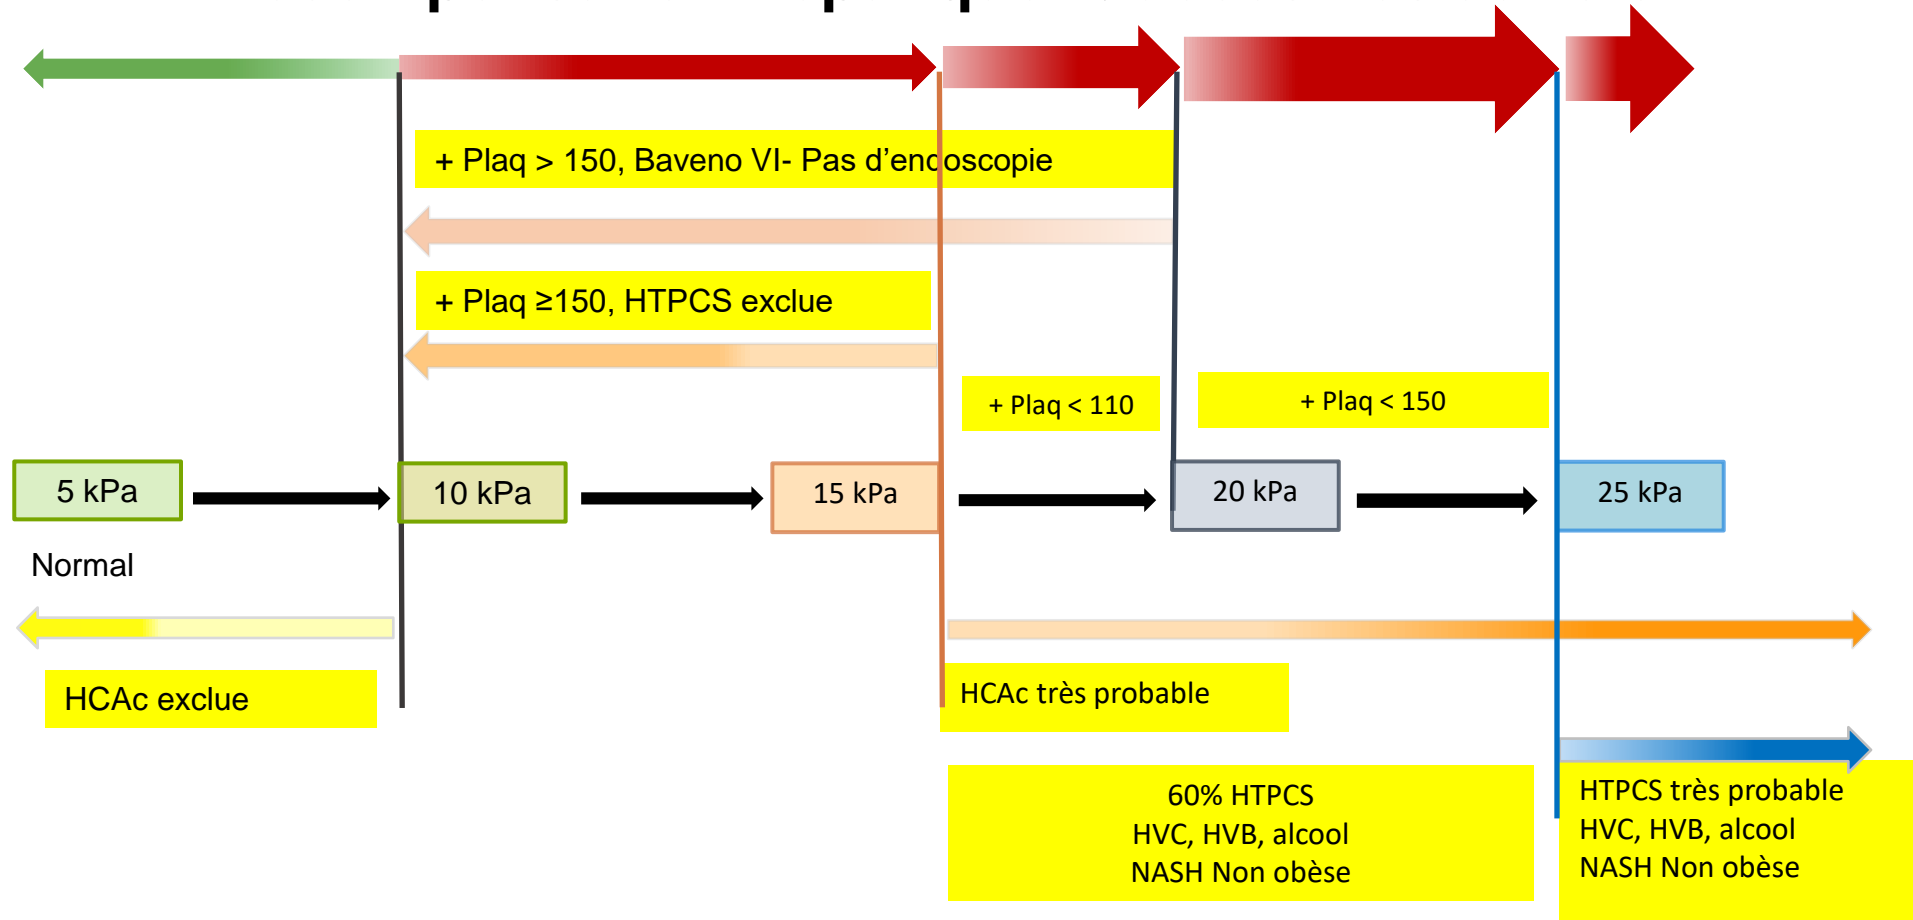 + Plaq > 150, Baveno VI- Pas d’endoscopie
+ Plaq ≥150, HTPCS exclue
+ Plaq < 110
+ Plaq < 150
5 kPa
10 kPa
15 kPa
20 kPa
25 kPa
Normal
HCAc exclue
HCAc très probable
60% HTPCS
HVC, HVB, alcool
NASH Non obèse
HTPCS très probable
HVC, HVB, alcool
NASH Non obèse